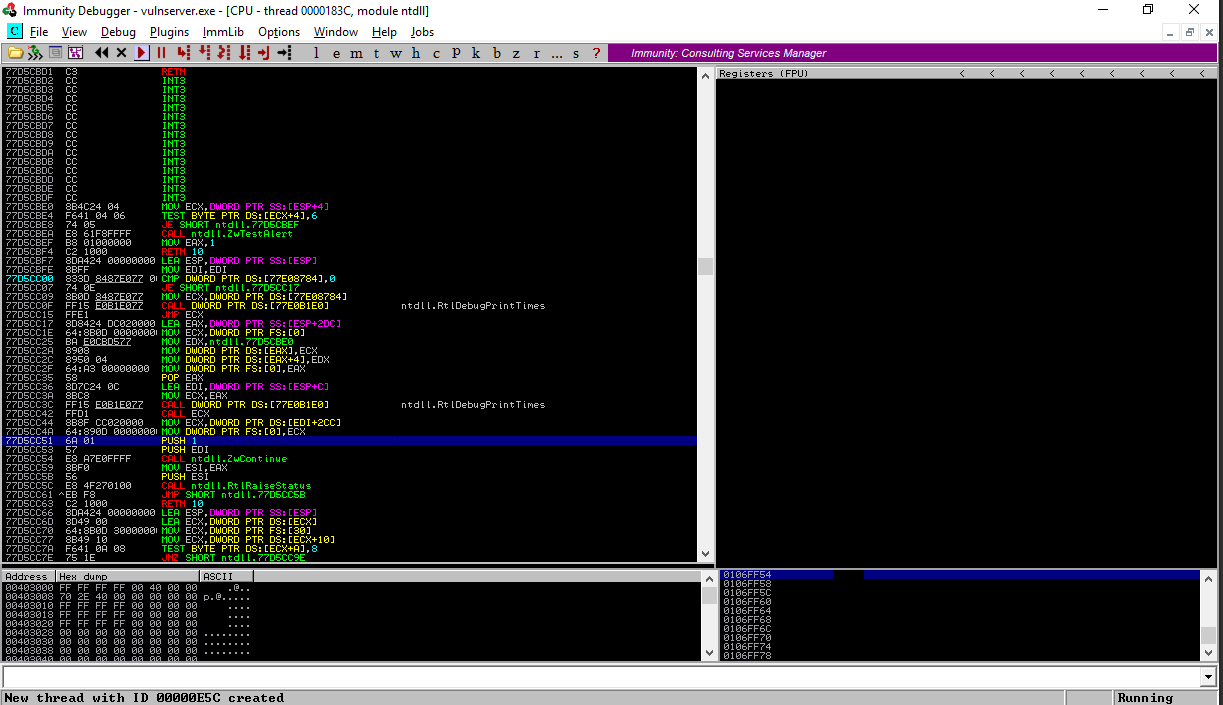 Immunity Debugger - vulnserver.exe - [CPU - thread 0000183C, module ntdll]
C File View Debug Plugins ImmLib Options Window Help Jobs
l e m t w h c P k b z r ... s ? Immunity: Consulting Services Manager
77D5CBD1 C3 RETN
77D5CBD2 CC INT3
77D5CBD3 CC INT3
77D5CBD4 CC INT3
77D5CBD5 CC INT3
77D5CBD6 CC INT3
77D5CBD7 CC INT3
77D5CBD8 CC INT3
77D5CBD9 CC INT3
77D5CBDA CC INT3
77D5CBDB CC INT3
77D5CBDC CC INT3
77D5CBDD CC INT3
77D5CBDE CC INT3
77D5CBDF CC INT3
77D5CBE0 8B4C24 04 MOV ECX,DWORD PTR SS:[ESP+4]
77D5CBE4 F641 04 06 TEST BYTE PTR DS:[ECX+4],6
77D5CBE8 74 05 JE SHORT ntdll.77D5CBEF
77D5CBEA E8 61F8FFFF CALL ntdll.ZwTestAlert
77D5CBEF B8 01000000 MOV EAX,1
77D5CBF4 C2 1000 RETN 10
77D5CBF7 8DA424 00000000 LEA ESP,DWORD PTR SS:[ESP]
77D5CBFE 8BFF MOV EDI,EDI
77D5CC00 833D 8487E077 0 CMP DWORD PTR DS:[77E08784],0
77D5CC07 74 0E JE SHORT ntdll.77D5CC17
77D5CC09 8B0D 8487E077 MOV ECX,DWORD PTR DS:[77E08784]
77D5CC0F FF15 E0B1E077 CALL DWORD PTR DS:[77E0B1E0] ntdll.RtlDebugPrintTimes
77D5CC15 FFE1 JMP ECX
77D5CC17 8D8424 DC020000 LEA EAX,DWORD PTR SS:[ESP+2DC]
77D5CC1E 64:8B0D 0000000 MOV ECX,DWORD PTR FS:[0]
77D5CC25 BA E0CBD577 MOV EDX,ntdll.77D5CBE0
77D5CC2A 8908 MOV DWORD PTR DS:[EAX],ECX
77D5CC2C 8950 04 MOV DWORD PTR DS:[EAX+4],EDX
77D5CC2F 64:A3 00000000 MOV DWORD PTR FS:[0],EAX
77D5CC35 58 POP EAX
77D5CC36 8D7C24 0C LEA EDI,DWORD PTR SS:[ESP+C]
77D5CC3A 8BC8 MOV ECX,EAX
77D5CC3C FF15 E0B1E077 CALL DWORD PTR DS:[77E0B1E0] ntdll.RtlDebugPrintTimes
77D5CC42 FFD1 CALL ECX
77D5CC44 8B8F CC020000 MOV ECX,DWORD PTR DS:[EDI+2CC]
77D5CC4A 64:890D 0000000 MOV DWORD PTR FS:[0],ECX
77D5CC51 6A 01 PUSH 1
77D5CC53 57 PUSH EDI
77D5CC54 E8 A7E0FFFF CALL ntdll.ZwContinue
77D5CC59 8BF0 MOV ESI,EAX
77D5CC5B 56 PUSH ESI
77D5CC5C E8 4F270100 CALL ntdll.RtlRaiseStatus
77D5CC61 ^EB F8 JMP SHORT ntdll.77D5CC5B
77D5CC63 C2 1000 RETN 10
77D5CC66 8DA424 00000000 LEA ESP,DWORD PTR SS:[ESP]
77D5CC6D 8D49 00 LEA ECX,DWORD PTR DS:[ECX]
77D5CC70 64:8B0D 3000000 MOV ECX,DWORD PTR FS:[30]
77D5CC77 8B49 10 MOV ECX,DWORD PTR DS:[ECX+10]
77D5CC7A F641 0A 08 TEST BYTE PTR DS:[ECX+A],8
77D5CC7E 75 1E JNZ SHORT ntdll.77D5CC9E
Registers (FPU) < < < < < < < < <
Address Hex dump ASCII
00403000 FF FF FF FF 00 40 00 00 .@..
00403008 70 2E 40 00 00 00 00 00 p.@.....
00403010 FF FF FF FF 00 00 00 00 ....
00403018 FF FF FF FF 00 00 00 00 ....
00403020 FF FF FF FF 00 00 00 00 ....
00403028 00 00 00 00 00 00 00 00 ........
00403030 00 00 00 00 00 00 00 00 ........
00403038 00 00 00 00 00 00 00 00 ........
00403040 00 00 00 00 00 00 00 00 ........
0106FF54
0106FF58
0106FF5C
0106FF60
0106FF64
0106FF68
0106FF6C
0106FF70
0106FF74
0106FF78
New thread with ID 00000E5C created
Running